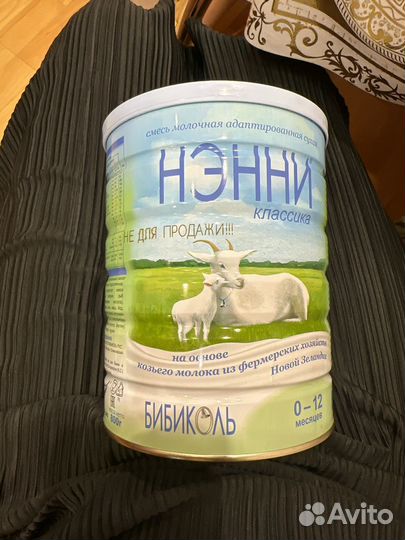 смесь молочная адаптированная сухая
НЭННИ
классика
НЕ ДЛЯ ПРОДАЖИ!!!
на основе
козьего молока из фермерских хозяйств
Новой Зеландии
0–12
месяцев
БИБИКОЛЬ
800г
Avito